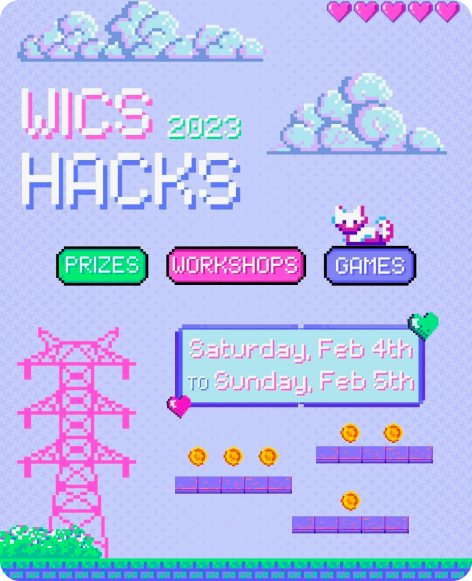 WICS 2023
HACKS
PRIZES WORKSHOPS GAMES
Saturday, Feb 4th
TO Sunday, Feb 5th